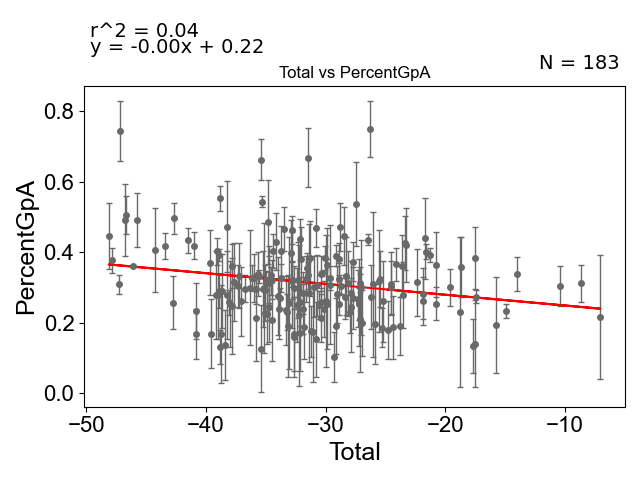 r^2 = 0.04
y = -0.00x + 0.22
N = 183
Total vs PercentGpA
PercentGpA
0.8
0.6
0.4
0.2
0.0
−50 −40 −30 −20 −10
Total